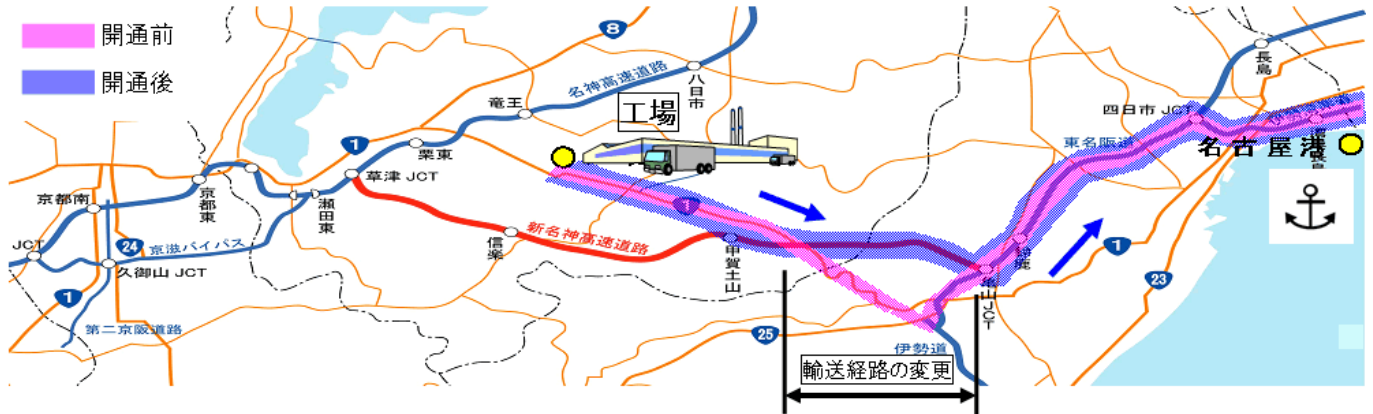 開通前
開通後
8
名神高速道路
八日市
長島
竜王
工場
四日市 JCT
1
栗東
東名阪道
名古屋港
草津 JCT
京都東
京都南
瀬田東
1
新名神高速道路
信楽
甲賀土山
鈴鹿
亀山JCT
JCT
24
京滋バイパス
久御山 JCT
1
1
23
第二京阪道路
25
伊勢道
輸送経路の変更